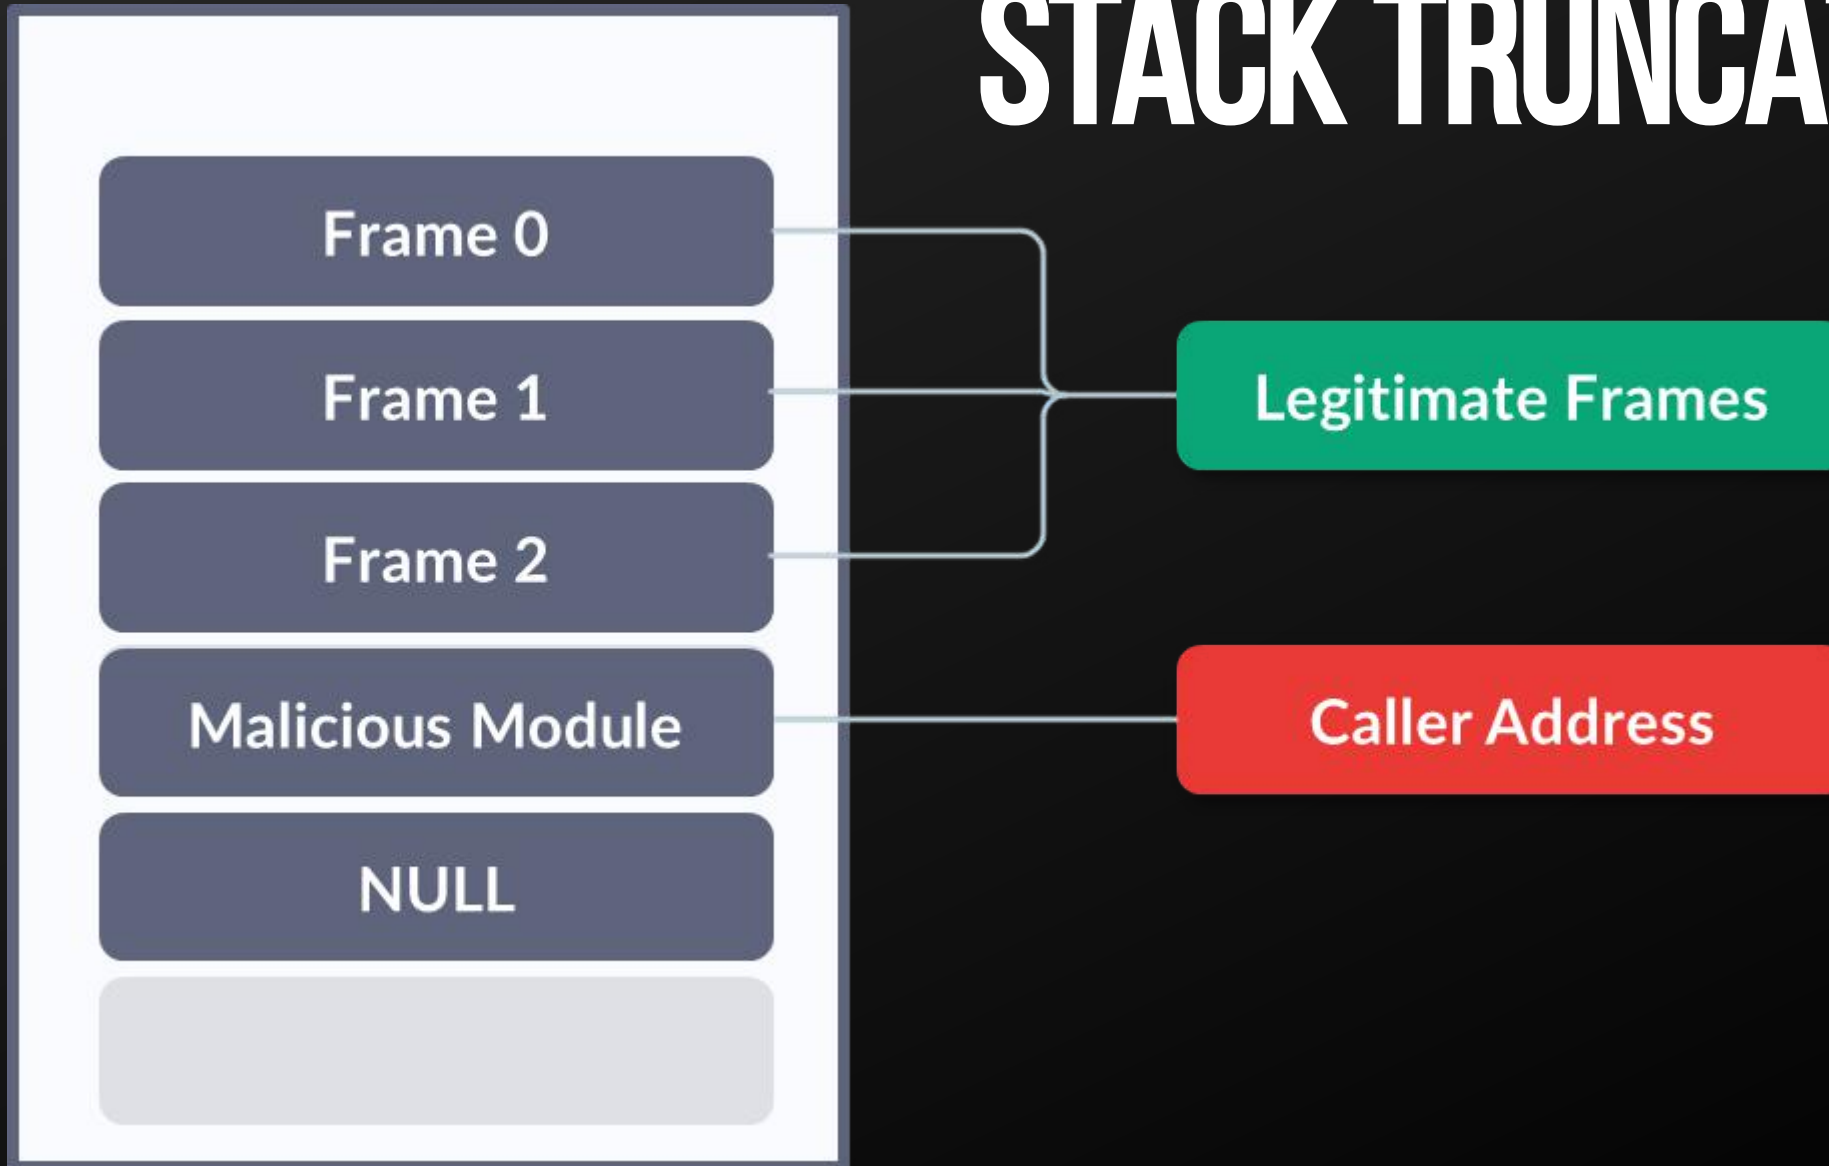 STACK TRUNCA
Frame 0
Frame 1
Legitimate Frames
Frame 2
Malicious Module
Caller Address
NULL